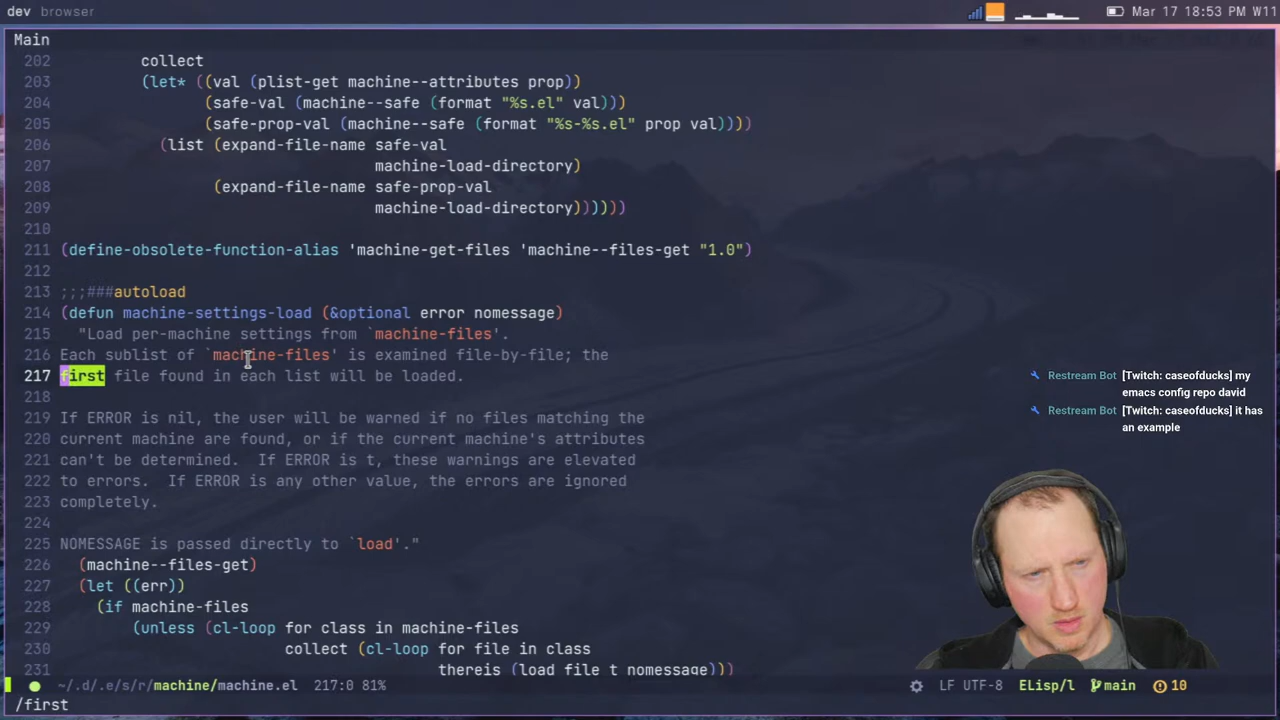 dev browser
Mar 17 18:53 PM W11
Main
202 collect
203 (let* ((val (plist-get machine--attributes prop))
204 (safe-val (machine--safe (format "%s.el" val)))
205 (safe-prop-val (machine--safe (format "%s-%s.el" prop val))))
206 (list (expand-file-name safe-val
207 machine-load-directory)
208 (expand-file-name safe-prop-val
209 machine-load-directory))))))
210
211 (define-obsolete-function-alias 'machine-get-files 'machine--files-get "1.0")
212
213 ;;;###autoload
214 (defun machine-settings-load (&optional error nomessage)
215 "Load per-machine settings from `machine-files'.
216 Each sublist of `machine-files' is examined file-by-file; the
217 first file found in each list will be loaded.
218
219 If ERROR is nil, the user will be warned if no files matching the
220 current machine are found, or if the current machine's attributes
221 can't be determined.  If ERROR is t, these warnings are elevated
222 to errors.  If ERROR is any other value, the errors are ignored
223 completely.
224
225 NOMESSAGE is passed directly to `load'."
226 (machine--files-get)
227 (let ((err))
228 (if machine-files
229 (unless (cl-loop for class in machine-files
230 collect (cl-loop for file in class
231 thereis (load file t nomessage)))
Restream Bot [Twitch: caseofducks] my
emacs config repo david
Restream Bot [Twitch: caseofducks] it has
an example
~/.d/.e/s/r/machine/machine.el 217:0 81% LF UTF-8 ELisp/l main 10
/first